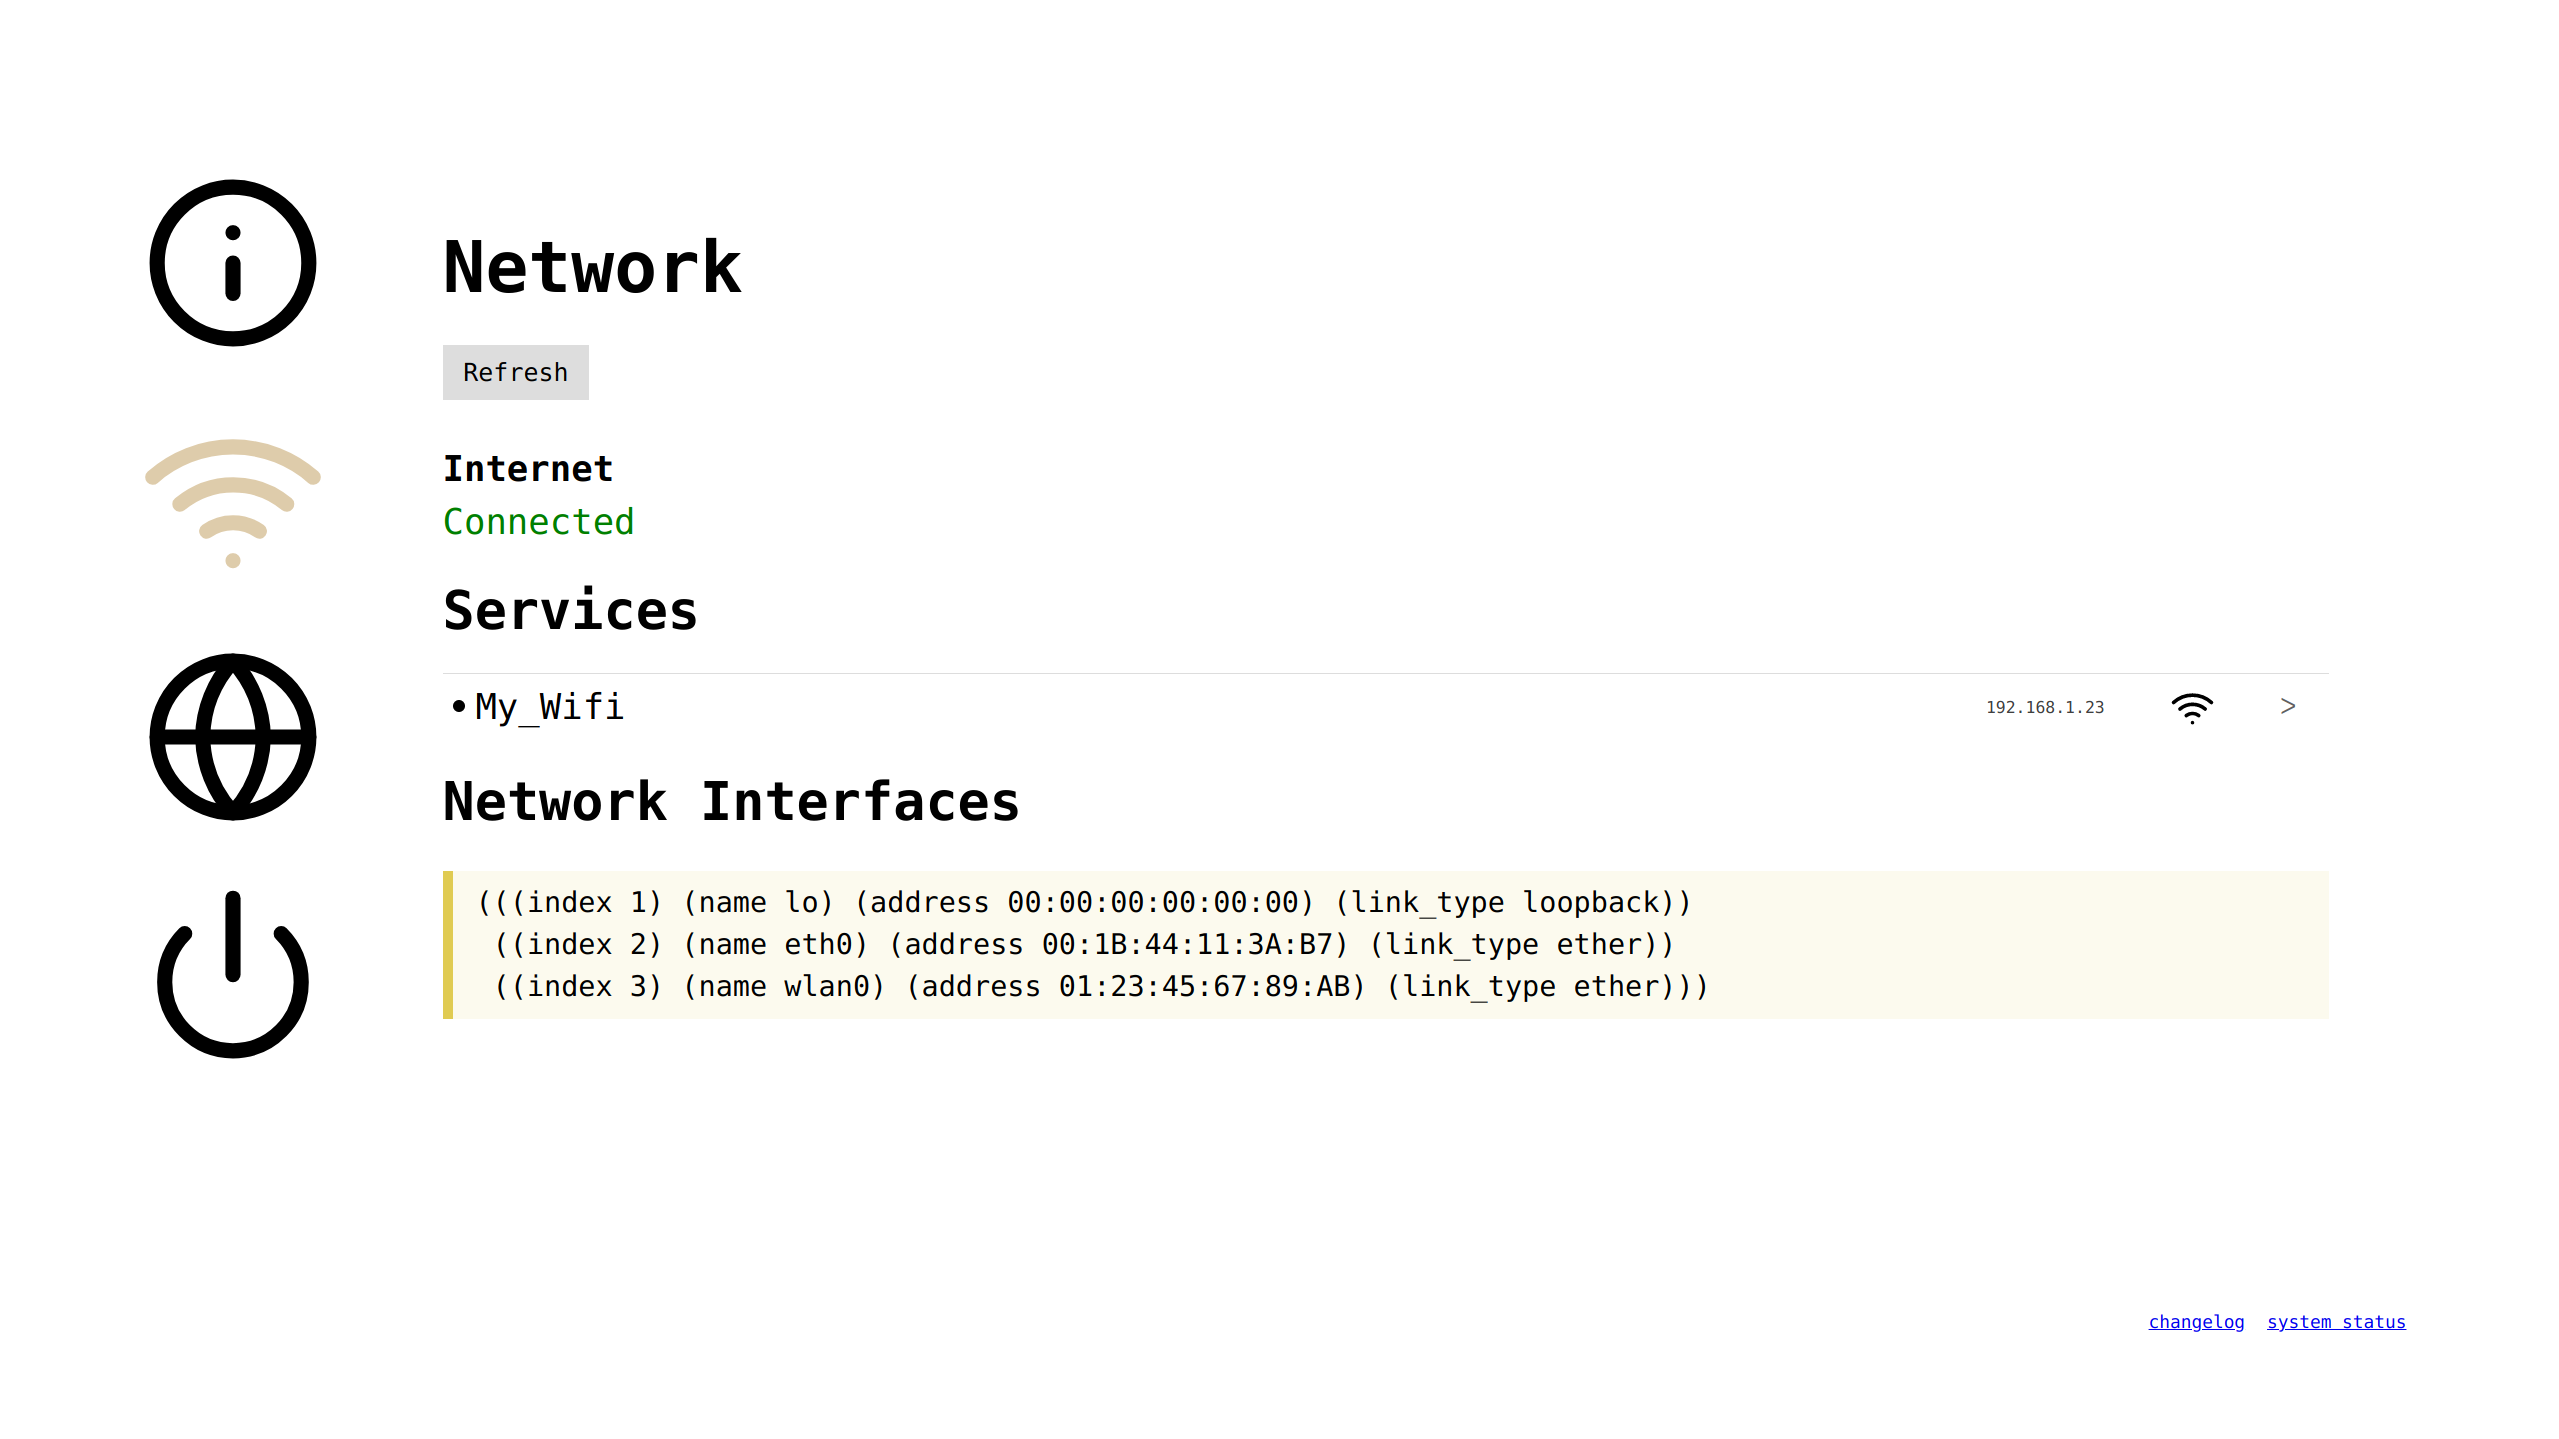 Network
Refresh
Internet
Connected
Services
• My_Wifi 192.168.1.23 >
Network Interfaces
(((index 1) (name lo) (address 00:00:00:00:00:00) (link_type loopback))
((index 2) (name eth0) (address 00:1B:44:11:3A:B7) (link_type ether))
((index 3) (name wlan0) (address 01:23:45:67:89:AB) (link_type ether)))
changelog system status